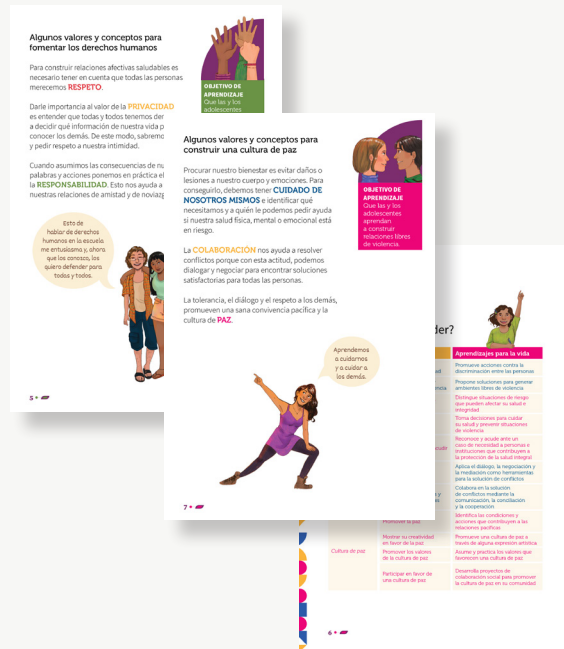 Algunos valores y conceptos para
fomentar los derechos humanos
Para construir relaciones afectivas saludables es
necesario tener en cuenta que todas las personas
merecemos RESPETO.
Darle importancia al valor de la PRIVACIDAD
es entender que todas y todos tenemos der
a decidir qué información de nuestra vida p
conocer los demás. De este modo, sabremo
y pedir respeto a nuestra intimidad.
Cuando asumimos las consecuencias de nu
palabras y acciones ponemos en práctica el
la RESPONSABILIDAD. Esto nos ayuda a
nuestras relaciones de amistad y de noviazg
OBJETIVO DE
APRENDIZAJE
Que las y los
adolescentes
Esto de
hablar de derechos
humanos en la escuela
me entusiasma y, ahora
que los conozco, los
quiero defender para
todas y todos.
5
Algunos valores y conceptos para
construir una cultura de paz
Procurar nuestro bienestar es evitar daños o
lesiones a nuestro cuerpo y emociones. Para
conseguirlo, debemos tener CUIDADO DE
NOSOTROS MISMOS e identificar qué
necesitamos y a quién le podemos pedir ayuda
si nuestra salud física, mental o emocional está
en riesgo.
La COLABORACIÓN nos ayuda a resolver
conflictos porque con esta actitud, podemos
dialogar y negociar para encontrar soluciones
satisfactorias para todas las personas.
La tolerancia, el diálogo y el respeto a los demás,
promueven una sana convivencia pacífica y la
cultura de PAZ.
OBJETIVO DE
APRENDIZAJE
Que las y los
adolescentes
aprendan
a construir
relaciones libres
de violencia.
Aprendemos
a cuidarnos
y a cuidar a
los demás.
7
der?
Aprendizajes para la vida
Promueve acciones contra la
discriminación entre las personas
Propone soluciones para generar
ambientes libres de violencia
Distingue situaciones de riesgo
que pueden afectar su salud e
integridad
Toma decisiones para cuidar
su salud y prevenir situaciones
de violencia
Reconoce y acude ante un
caso de necesidad a personas e
instituciones que contribuyen a
la protección de la salud integral
Aplica el diálogo, la negociación y
la mediación como herramientas
para la solución de conflictos
Colabora en la solución
de conflictos mediante la
comunicación, la conciliación
y la cooperación
Promover la paz
Identifica las condiciones y
acciones que contribuyen a las
relaciones pacíficas
Cultura de paz
Mostrar su creatividad
en favor de la paz
Promueve una cultura de paz a
través de alguna expresión artística
Promover los valores
de la cultura de paz
Asume y practica los valores que
favorecen una cultura de paz
Participar en favor de
una cultura de paz
Desarrolla proyectos de
colaboración social para promover
la cultura de paz en su comunidad
6